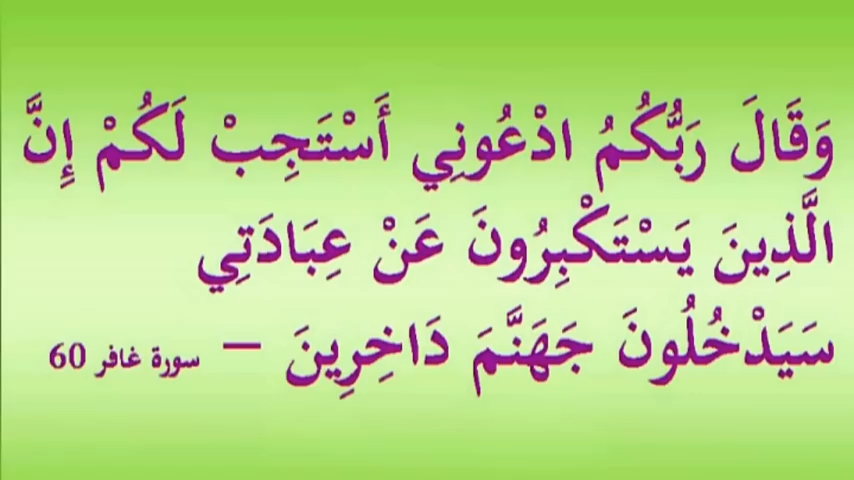 وَقَالَ رَبُّكُمُ ادْعُونِي أَسْتَجِبْ لَكُمْ إِنَّ
الَّذِينَ يَسْتَكْبِرُونَ عَنْ عِبَادَتِي
سَيَدْخُلُونَ جَهَنَّمَ دَاخِرِينَ – سورة غافر 60